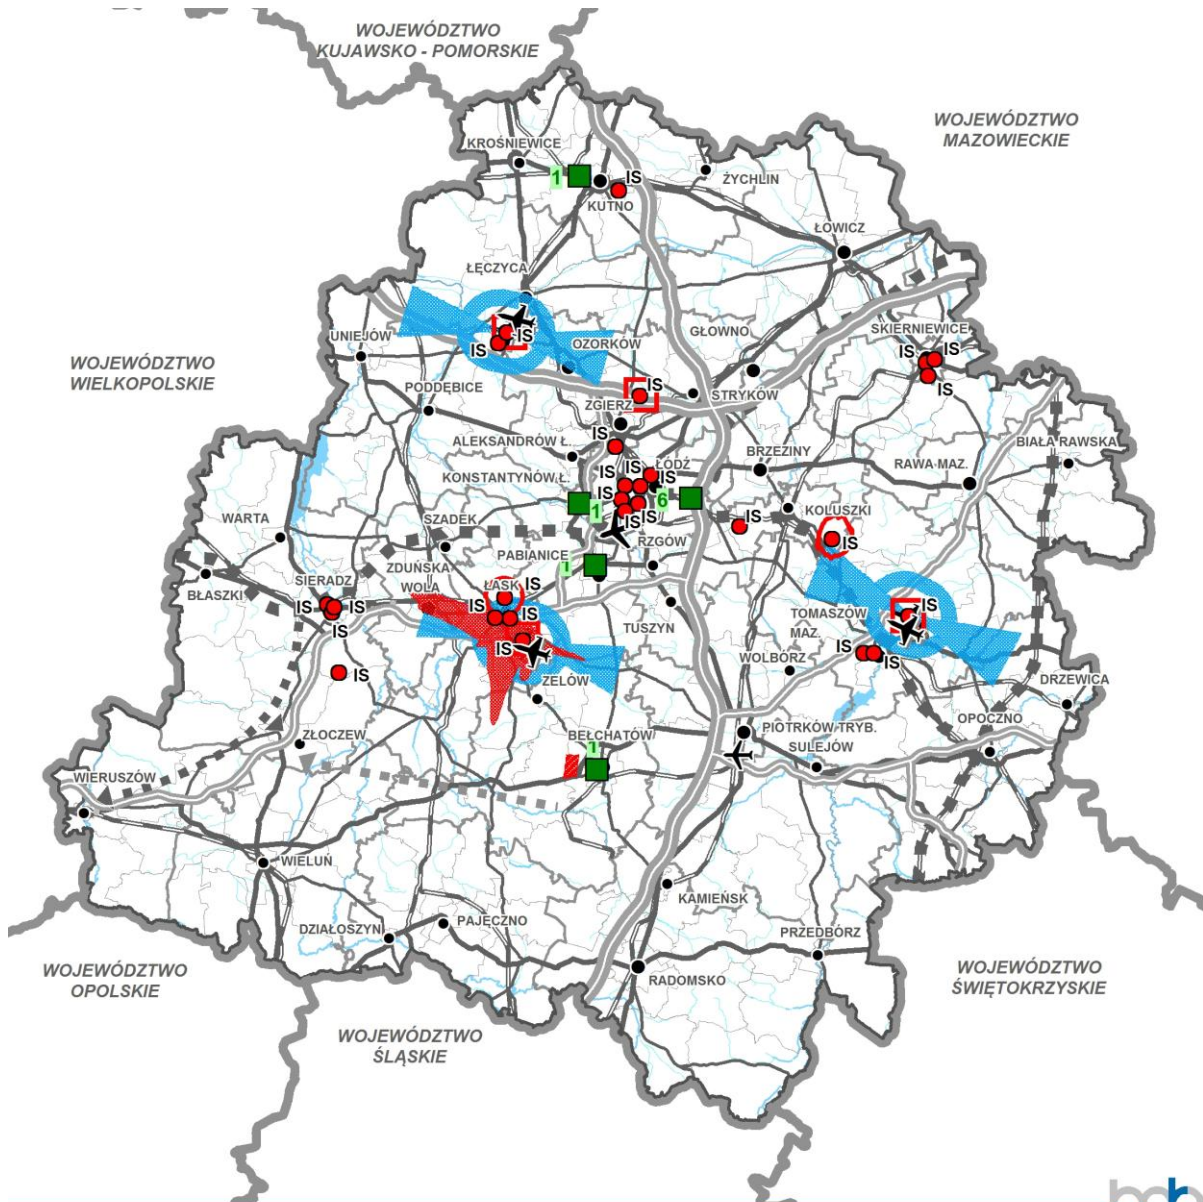 WOJEWÓDZTWO
KUJAWSKO - POMORSKIE
WOJEWÓDZTWO
MAZOWIECKIE
KROŚNIEWICE
1
IS
ŻYCHLIN
KUTNO
ŁOWICZ
ŁĘCZYCA
UNIEJÓW
IS
IS
OZORKÓW
GŁOWNO
SKIERNIEWICE
IS
IS
IS
WOJEWÓDZTWO
WIELKOPOLSKIE
PODDĘBICE
IS
ZGIERZ
STRYKÓW
ALEKSANDRÓW Ł.
IS
BRZEZINY
BIAŁA RAWSKA
KONSTANTYNÓW Ł.
IS
IS
ŁÓDŹ
IS
RAWA MAZ.
IS
6
1
IS
IS
IS
KOLUSZKI
IS
WARTA
SZADEK
RZGÓW
PABIANICE
1
ZDUŃSKA
WOLA
BŁASZKI
SIERADZ
IS
IS
IS
ŁASK
IS
IS
IS
IS
TUSZYN
TOMASZÓW
MAZ.
IS
IS
IS
WOLBÓRZ
IS
ZELÓW
DRZEWICA
OPOCZNO
ZŁOCZEW
BEŁCHATÓW
1
PIOTRKÓW TRYB.
SULEJÓW
WIERUSZÓW
WIELUŃ
KAMIEŃSK
DZIAŁOSZYN
PAJĘCZNO
PRZEDBÓRZ
RADOMSKO
WOJEWÓDZTWO
OPOLSKIE
WOJEWÓDZTWO
ŚWIĘTOKRZYSKIE
WOJEWÓDZTWO
ŚLĄSKIE